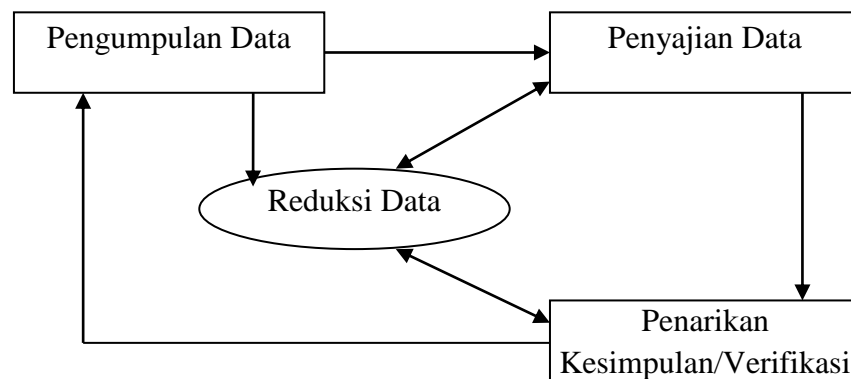 Pengumpulan Data
Penyajian Data
Reduksi Data
Penarikan
Kesimpulan/Verifikasi